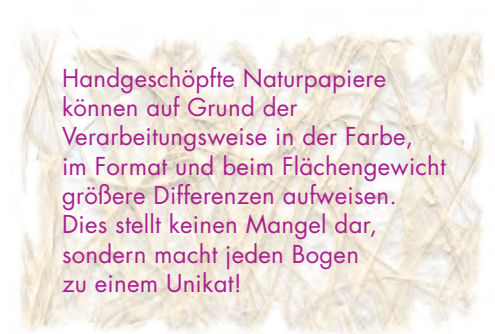 Handgeschöpfte Naturpapiere
können auf Grund der
Verarbeitungsweise in der Farbe,
im Format und beim Flächengewicht
größere Differenzen aufweisen.
Dies stellt keinen Mangel dar,
sondern macht jeden Bogen
zu einem Unikat!